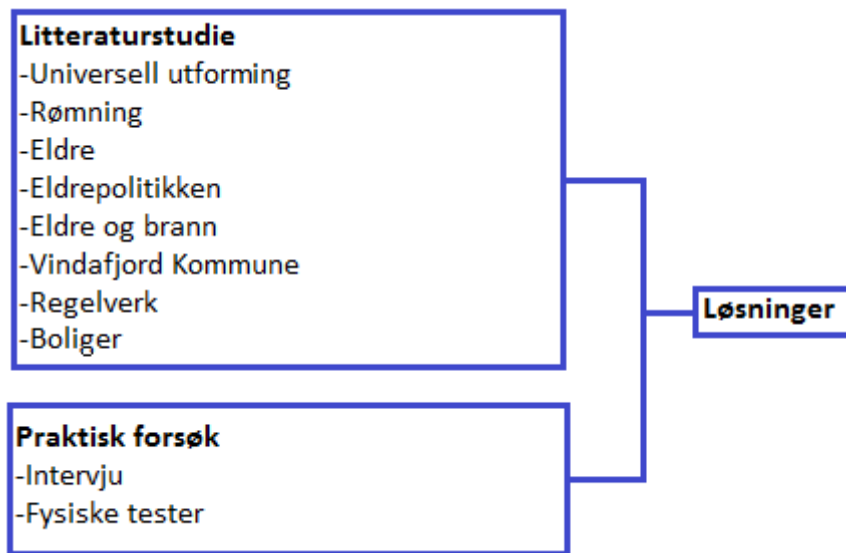 Litteraturstudie
-Universell utforming
-Rømning
-Eldre
-Eldrepolitikken
-Eldre og brann
-Vindafjord Kommune
-Regelverk
-Boliger
Løsninger
Praktisk forsøk
-Intervju
-Fysiske tester